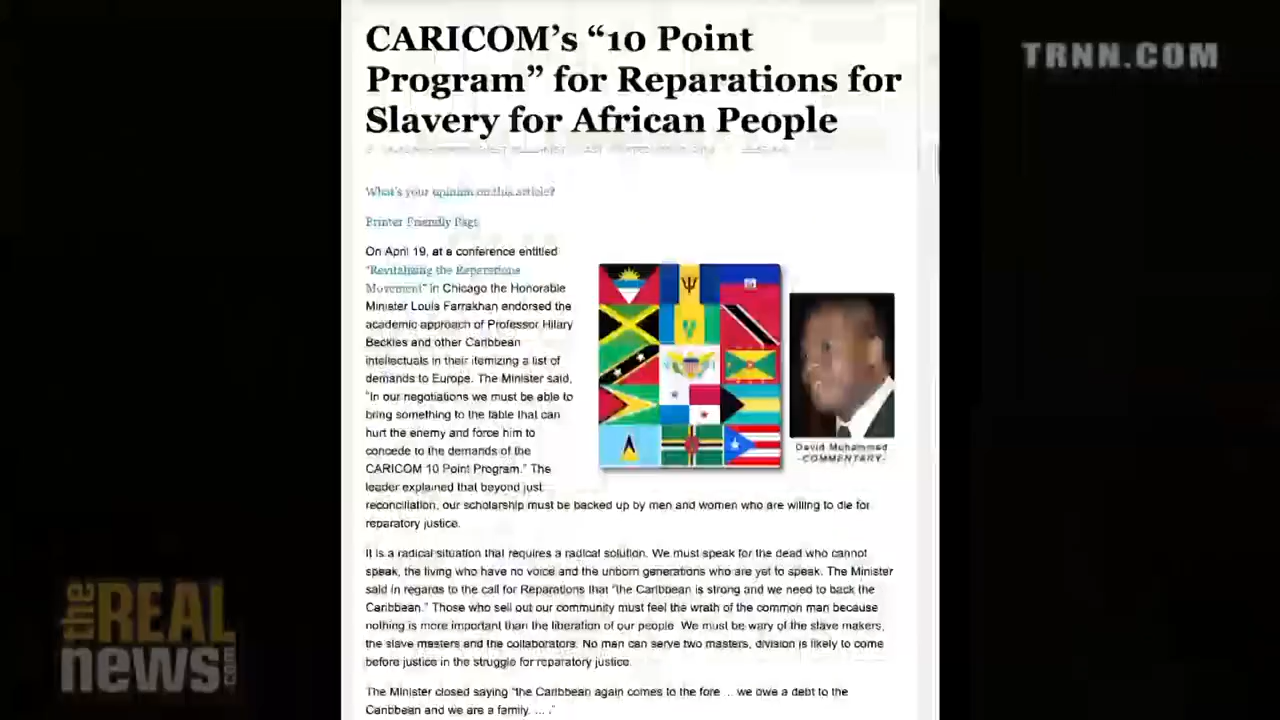 CARICOM's "10 Point
Program" for Reparations for
Slavery for African People
TRNN.COM
What's your opinion on this article?
Printer Friendly Page
On April 19, at a conference entitled
"Revitalising the Reparations
Movement" in Chicago the Honorable
Minister Louis Farrakhan endorsed the
academic approach of Professor Hilary
Beckles and other Caribbean
intellectuals in their itemizing a list of
demands to Europe. The Minister said,
"In our negotiations we must be able to
bring something to the table that can
hurt the enemy and force him to
concede to the demands of the
CARICOM 10 Point Program." The
leader explained that beyond just
reconciliation, our scholarship must be backed up by men and women who are willing to die for
reparatory justice.
David Muhammad
-COMMENTARY-
It is a radical situation that requires a radical solution. We must speak for the dead who cannot
speak, the living who have no voice and the unborn generations who are yet to speak. The Minister
said in regards to the call for Reparations that "the Caribbean is strong and we need to back the
Caribbean." Those who sell out our community must feel the wrath of the common man because
nothing is more important than the liberation of our people. We must be wary of the slave makers,
the slave masters and the collaborators. No man can serve two masters, division is likely to come
before justice in the struggle for reparatory justice.
The Minister closed saying "the Caribbean again comes to the fore ... we owe a debt to the
Caribbean and we are a family. ... ."
the REAL
news.com